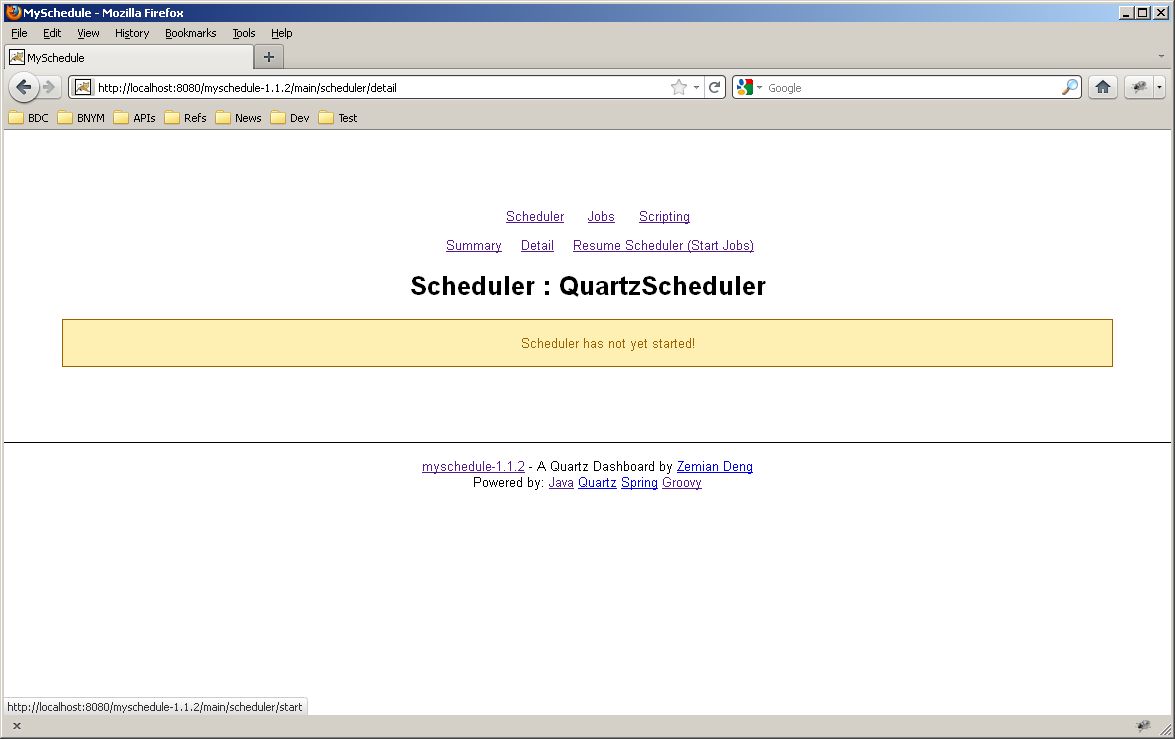 MySchedule - Mozilla Firefox
File Edit View History Bookmarks Tools Help
MySchedule
http://localhost:8080/myschedule-1.1.2/main/scheduler/detail Google
BDC BNYM APIs Refs News Dev Test
Scheduler Jobs Scripting
Summary Detail Resume Scheduler (Start Jobs)
Scheduler : QuartzScheduler
Scheduler has not yet started!
myschedule-1.1.2 - A Quartz Dashboard by Zemian Deng
Powered by: Java Quartz Spring Groovy
http://localhost:8080/myschedule-1.1.2/main/scheduler/start